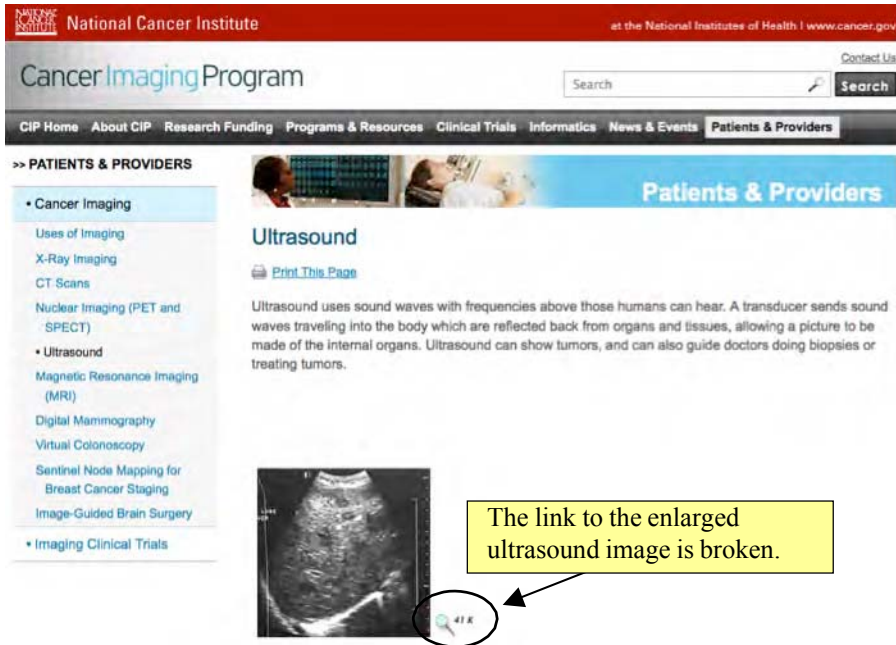 NATIONAL CANCER INSTITUTE
National Cancer Institute
at the National Institutes of Health | www.cancer.gov
Contact Us
Cancer Imaging Program
Search
Search
CIP Home About CIP Research Funding Programs & Resources Clinical Trials Informatics News & Events Patients & Providers
>> PATIENTS & PROVIDERS
• Cancer Imaging
Uses of Imaging
X-Ray Imaging
CT Scans
Nuclear Imaging (PET and
SPECT)
• Ultrasound
Magnetic Resonance Imaging
(MRI)
Digital Mammography
Virtual Colonoscopy
Sentinel Node Mapping for
Breast Cancer Staging
Image-Guided Brain Surgery
• Imaging Clinical Trials
Patients & Providers
Ultrasound
Print This Page
Ultrasound uses sound waves with frequencies above those humans can hear. A transducer sends sound
waves traveling into the body which are reflected back from organs and tissues, allowing a picture to be
made of the internal organs. Ultrasound can show tumors, and can also guide doctors doing biopsies or
treating tumors.
The link to the enlarged
ultrasound image is broken.
41 K